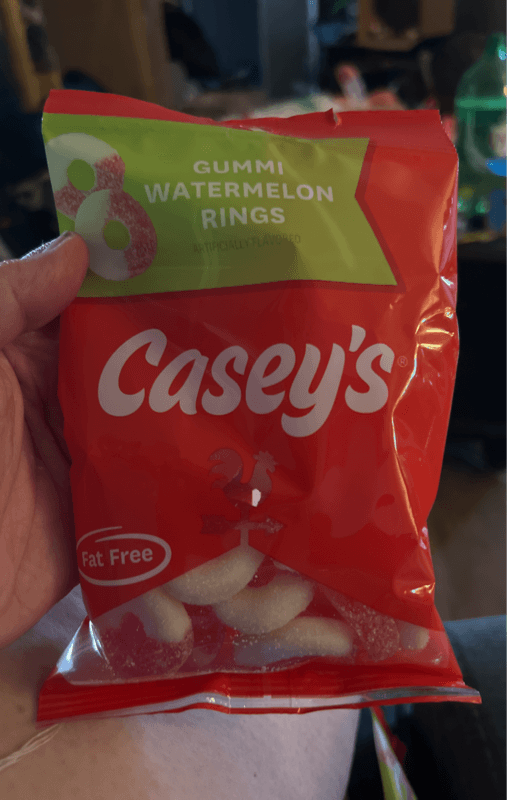 GUMMI
WATERMELON
RINGS
ARTIFICIALLY FLAVORED
Casey's®
Fat Free